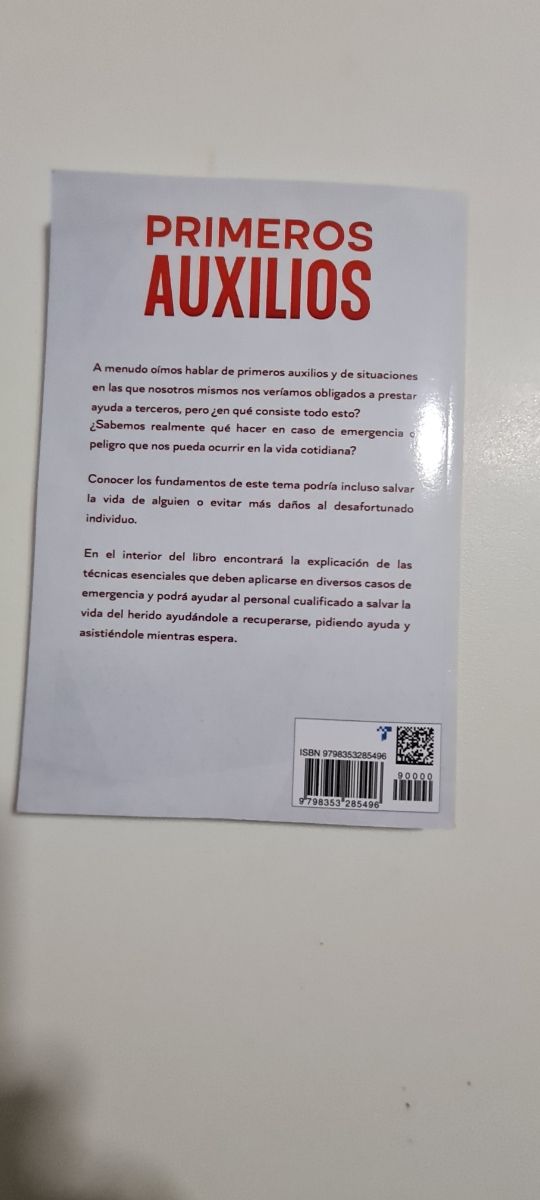 PRIMEROS
AUXILIOS
A menudo oímos hablar de primeros auxilios y de situaciones
en las que nosotros mismos nos veríamos obligados a prestar
ayuda a terceros, pero ¿en qué consiste todo esto?
¿Sabemos realmente qué hacer en caso de emergencia o
peligro que nos pueda ocurrir en la vida cotidiana?
Conocer los fundamentos de este tema podría incluso salvar
la vida de alguien o evitar más daños al desafortunado
individuo.
En el interior del libro encontrará la explicación de las
técnicas esenciales que deben aplicarse en diversos casos de
emergencia y podrá ayudar al personal cualificado a salvar la
vida del herido ayudándole a recuperarse, pidiendo ayuda y
asistiéndole mientras espera.
ISBN 9798353285496
90000
9 798353 285496